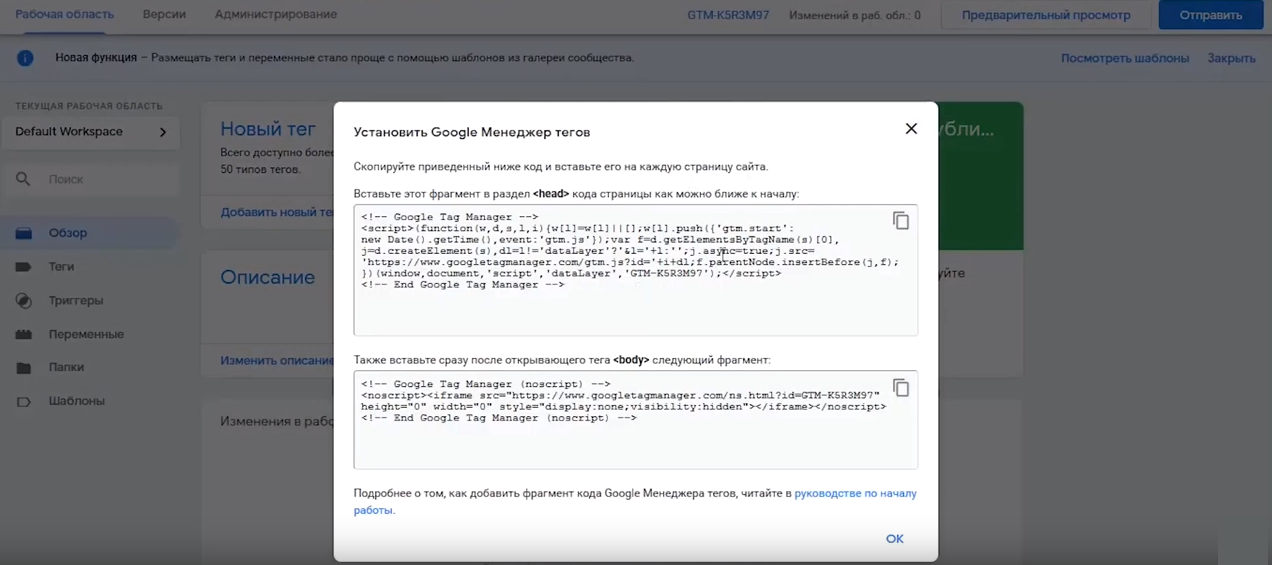 Рабочая область Версии Администрирование GTM-K5R3M97 Изменений в раб. обл.: 0 Предварительный просмотр Отправить
Новая функция – Размещать теги и переменные стало проще с помощью шаблонов из галереи сообщества. Посмотреть шаблоны Закрыть
ТЕКУЩАЯ РАБОЧАЯ ОБЛАСТЬ
Default Workspace
Поиск
Обзор
Теги
Триггеры
Переменные
Папки
Шаблоны
Новый тег
Всего доступно более
50 типов тегов.
Добавить новый те
Описание
Изменить описание
Изменения в рабо
убли...
уйте
Установить Google Менеджер тегов
Скопируйте приведенный ниже код и вставьте его на каждую страницу сайта.
Вставьте этот фрагмент в раздел <head> кода страницы как можно ближе к началу:
<!-- Google Tag Manager -->
<script>(function(w,d,s,l,i){w[l]=w[l]||[];w[l].push({'gtm.start':
new Date().getTime(),event:'gtm.js'});var f=d.getElementsByTagName(s)[0],
j=d.createElement(s),dl=l!='dataLayer'?'&l='+l:'';j.async=true;j.src=
'https://www.googletagmanager.com/gtm.js?id='+i+dl;f.parentNode.insertBefore(j,f);
})(window,document,'script','dataLayer','GTM-K5R3M97');</script>
<!-- End Google Tag Manager -->
Также вставьте сразу после открывающего тега <body> следующий фрагмент:
<!-- Google Tag Manager (noscript) -->
<noscript><iframe src="https://www.googletagmanager.com/ns.html?id=GTM-K5R3M97"
height="0" width="0" style="display:none;visibility:hidden"></iframe></noscript>
<!-- End Google Tag Manager (noscript) -->
Подробнее о том, как добавить фрагмент кода Google Менеджера тегов, читайте в руководстве по началу
работы.
ОК